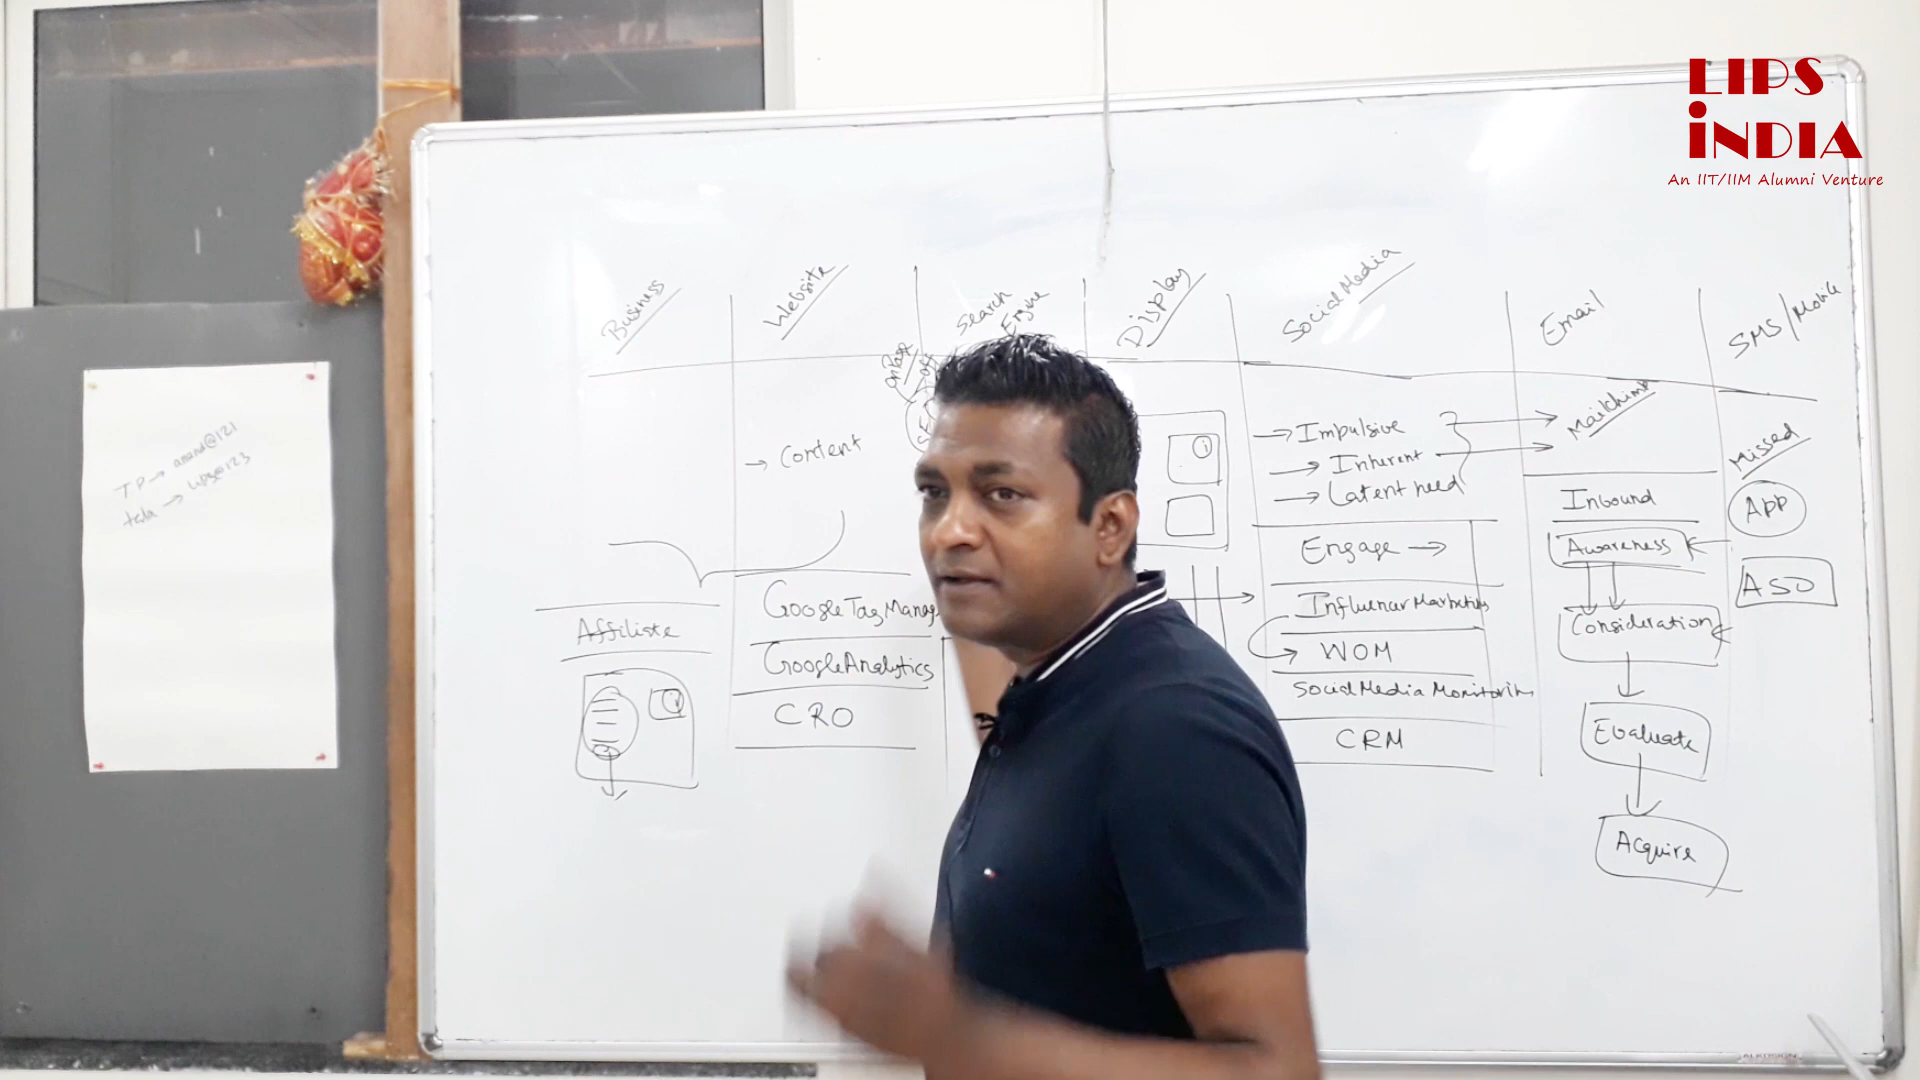 LIPS
iNDIA
An IIT/IIM Alumni Venture
Business
Website
Search
Engine
Display
Social Media
Email
SMS/Mobile
→ Content
Google Tag Manag
Google Analytics
CRO
Affiliate
→ Impulsive
→ Inherent
→ Latent need
Engage →
Influencer Marketing
WOM
Social Media Monitorin
CRM
Mailchimp
Inbound
Awareness
Consideration
Evaluate
Acquire
Missed
App
ASO